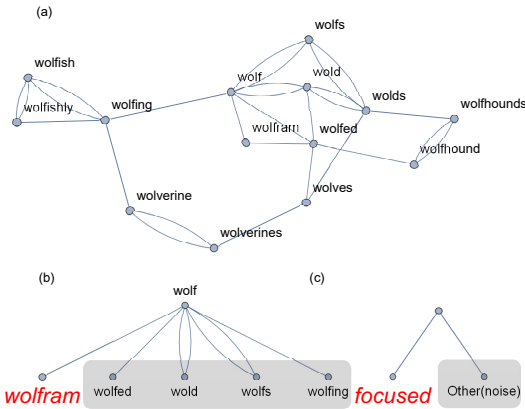 (a)
wolfs
wolfish
wolf
wold
wolfishly
wolfing
wolds
wolfhounds
wolfram
wolfed
wolfhound
wolverine
wolves
wolverines
(b)
(c)
wolf
wolfram
wolfed
wold
wolfs
wolfing
focused
Other(noise)